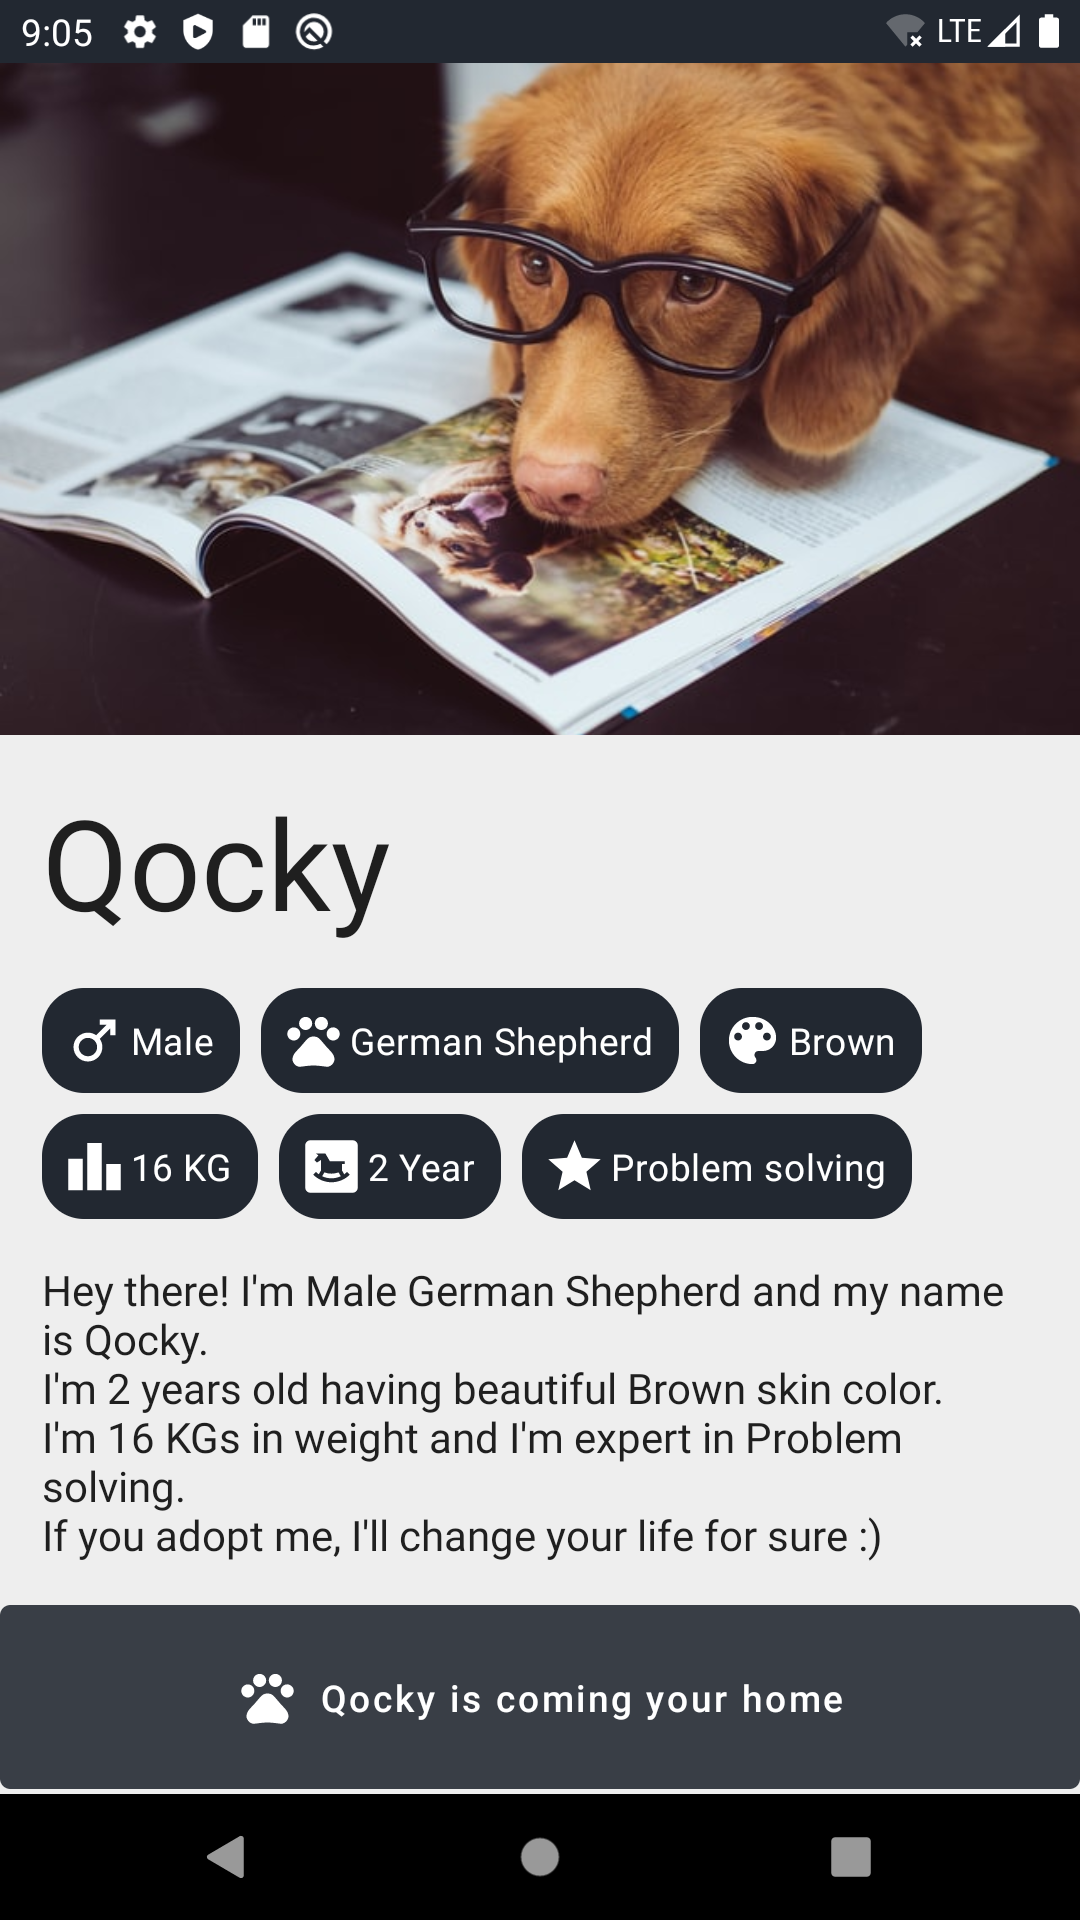 9:05 LTE
Qocky
Male German Shepherd Brown
16 KG 2 Year Problem solving
Hey there! I'm Male German Shepherd and my name
is Qocky.
I'm 2 years old having beautiful Brown skin color.
I'm 16 KGs in weight and I'm expert in Problem
solving.
If you adopt me, I'll change your life for sure :)
Qocky is coming your home